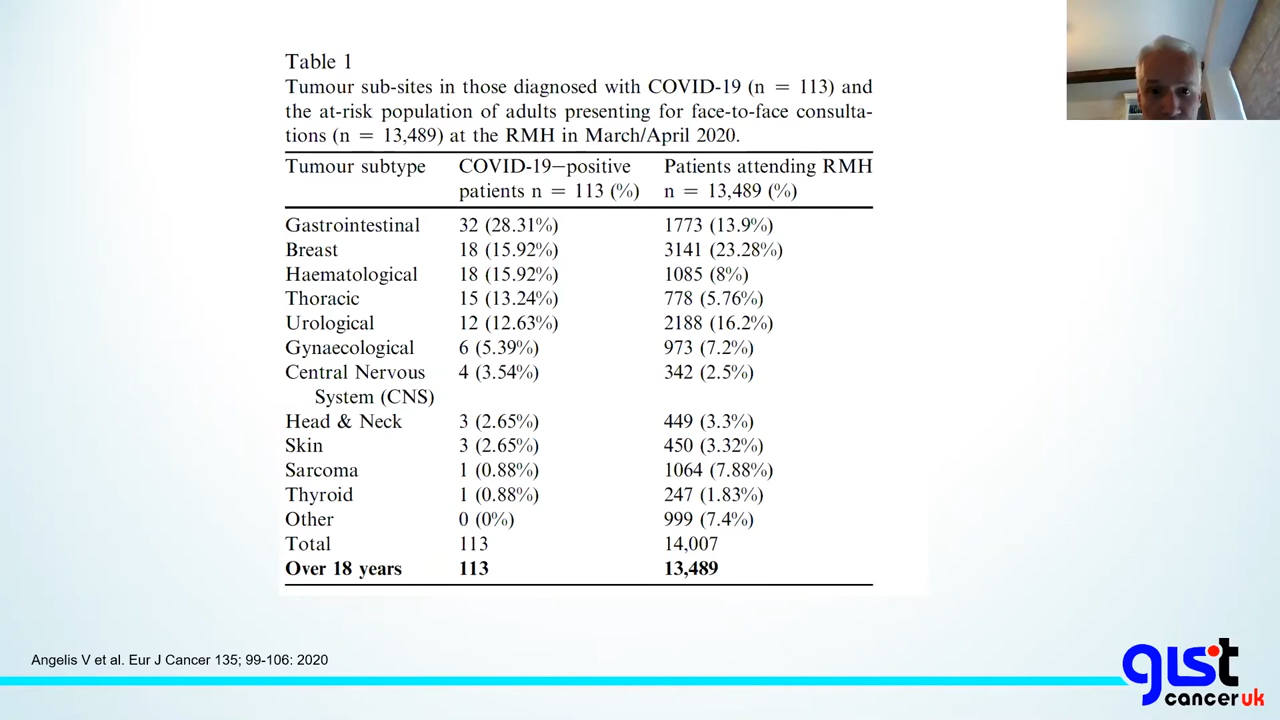 Table 1
Tumour sub-sites in those diagnosed with COVID-19 (n = 113) and
the at-risk population of adults presenting for face-to-face consulta-
tions (n = 13,489) at the RMH in March/April 2020.
Tumour subtype COVID-19–positive Patients attending RMH
patients n = 113 (%) n = 13,489 (%)
Gastrointestinal 32 (28.31%) 1773 (13.9%)
Breast 18 (15.92%) 3141 (23.28%)
Haematological 18 (15.92%) 1085 (8%)
Thoracic 15 (13.24%) 778 (5.76%)
Urological 12 (12.63%) 2188 (16.2%)
Gynaecological 6 (5.39%) 973 (7.2%)
Central Nervous 4 (3.54%) 342 (2.5%)
System (CNS)
Head & Neck 3 (2.65%) 449 (3.3%)
Skin 3 (2.65%) 450 (3.32%)
Sarcoma 1 (0.88%) 1064 (7.88%)
Thyroid 1 (0.88%) 247 (1.83%)
Other 0 (0%) 999 (7.4%)
Total 113 14,007
Over 18 years 113 13,489
Angelis V et al. Eur J Cancer 135; 99-106: 2020
gist
cancer uk